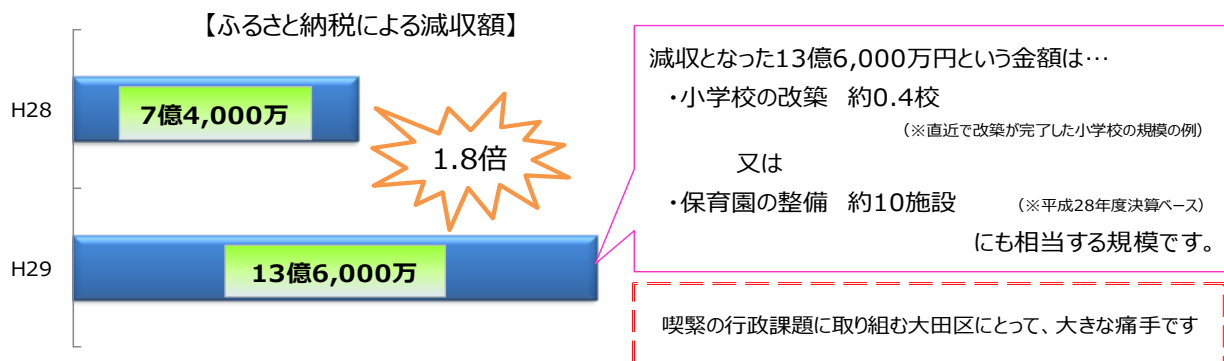 【ふるさと納税による減収額】
H28
7億4,000万
1.8倍
H29
13億6,000万
減収となった13億6,000万円という金額は…
・小学校の改築 約0.4校
（※直近で改築が完了した小学校の規模の例）
又は
・保育園の整備 約10施設 （※平成28年度決算ベース）
にも相当する規模です。
喫緊の行政課題に取り組む大田区にとって、大きな痛手です